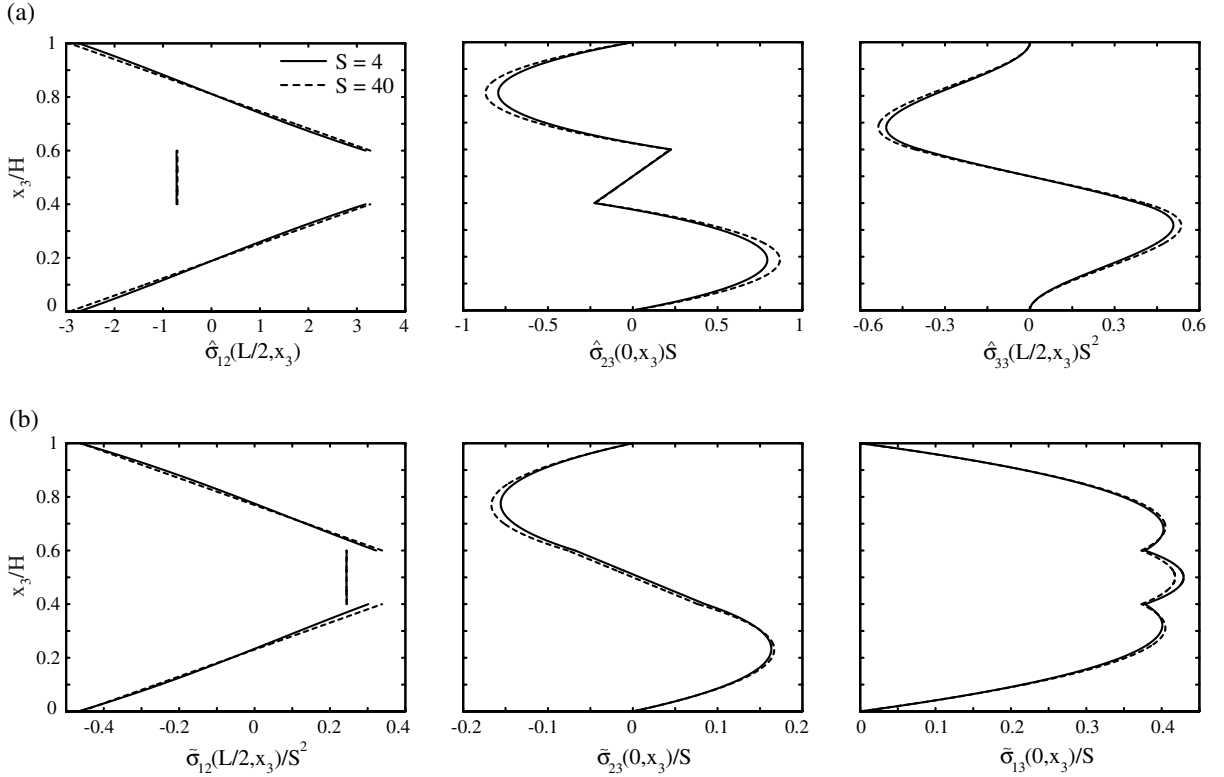 (a)
x₃/H
1
0.8
0.6
0.4
0.2
0
S = 4
S = 40
-3 -2 -1 0 1 2 3 4
σ̂₁₂(L/2,x₃)
-1 -0.5 0 0.5 1
σ̂₂₃(0,x₃)S
-0.6 -0.3 0 0.3 0.6
σ̂₃₃(L/2,x₃)S²
(b)
x₃/H
1
0.8
0.6
0.4
0.2
0
-0.4 -0.2 0 0.2 0.4
σ̃₁₂(L/2,x₃)/S²
-0.2 -0.1 0 0.1 0.2
σ̃₂₃(0,x₃)/S
0 0.1 0.2 0.3 0.4
σ̃₁₃(0,x₃)/S